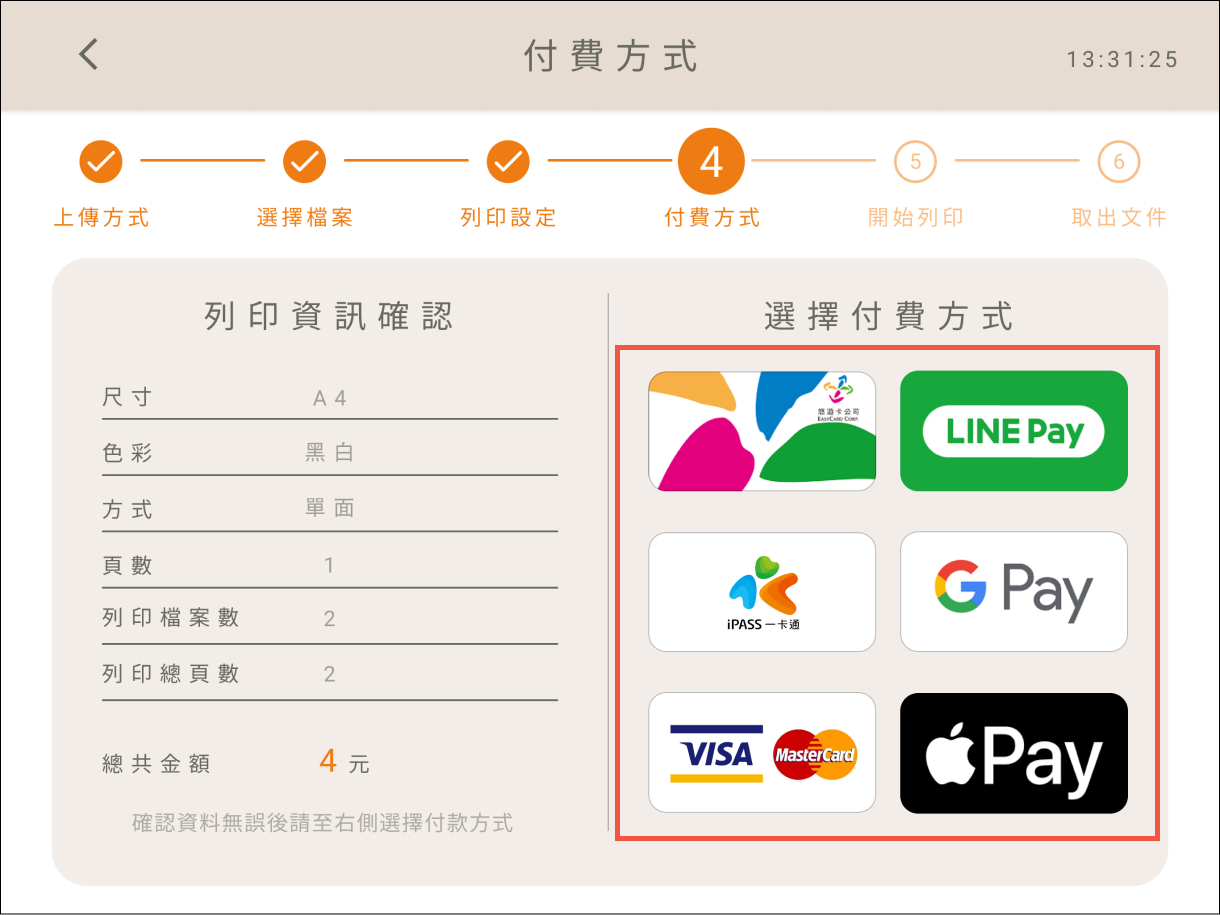 付費方式
13:31:25
4
5
6
上傳方式
選擇檔案
列印設定
付費方式
開始列印
取出文件
列印資訊確認
尺寸 A4
色彩 黑白
方式 單面
頁數 1
列印檔案數 2
列印總頁數 2
總共金額 4 元
確認資料無誤後請至右側選擇付款方式
選擇付費方式
悠遊卡公司
EASYCARD CORP.
LINE Pay
iPASS 一卡通
G Pay
VISA
MasterCard
Pay